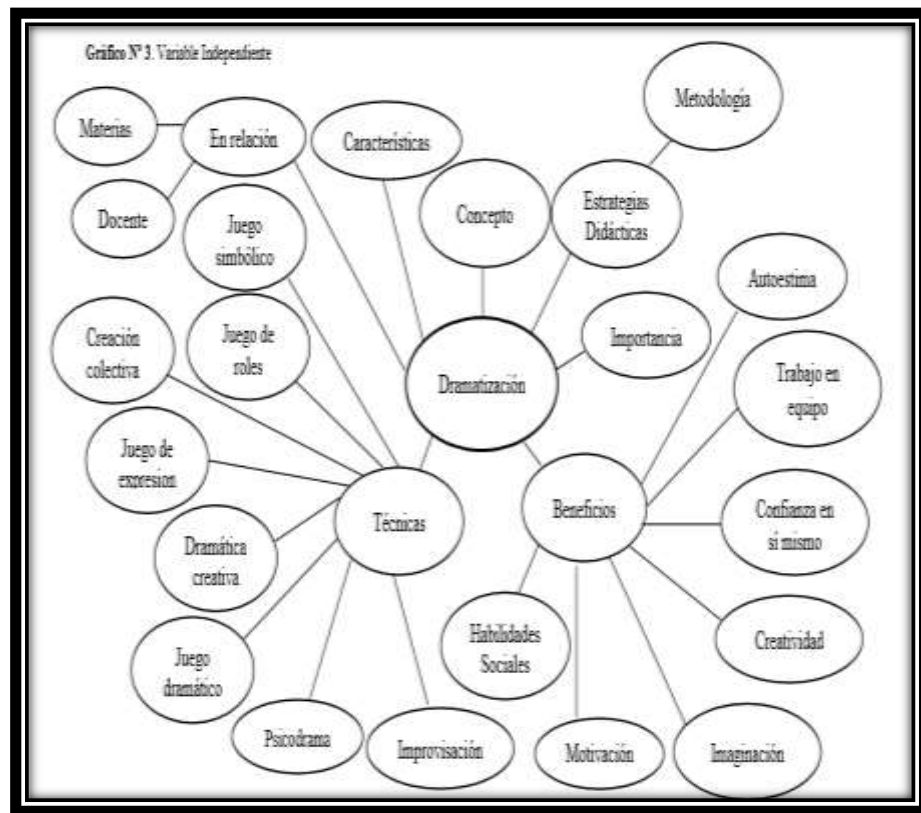 Gráfico Nº 3. Variable Independiente
Metodología
Materias
En relación
Características
Docente
Juego
simbólico
Concepto
Estrategias
Didácticas
Autoestima
Creación
colectiva
Juego de
roles
Dramatización
Importancia
Trabajo en
equipo
Juego de
expresion
Técnicas
Beneficios
Confianza en
sí mismo
Dramática
creativa
Juego
dramático
Habilidades
Sociales
Creatividad
Psicodrama
Improvisación
Motivación
Imaginación